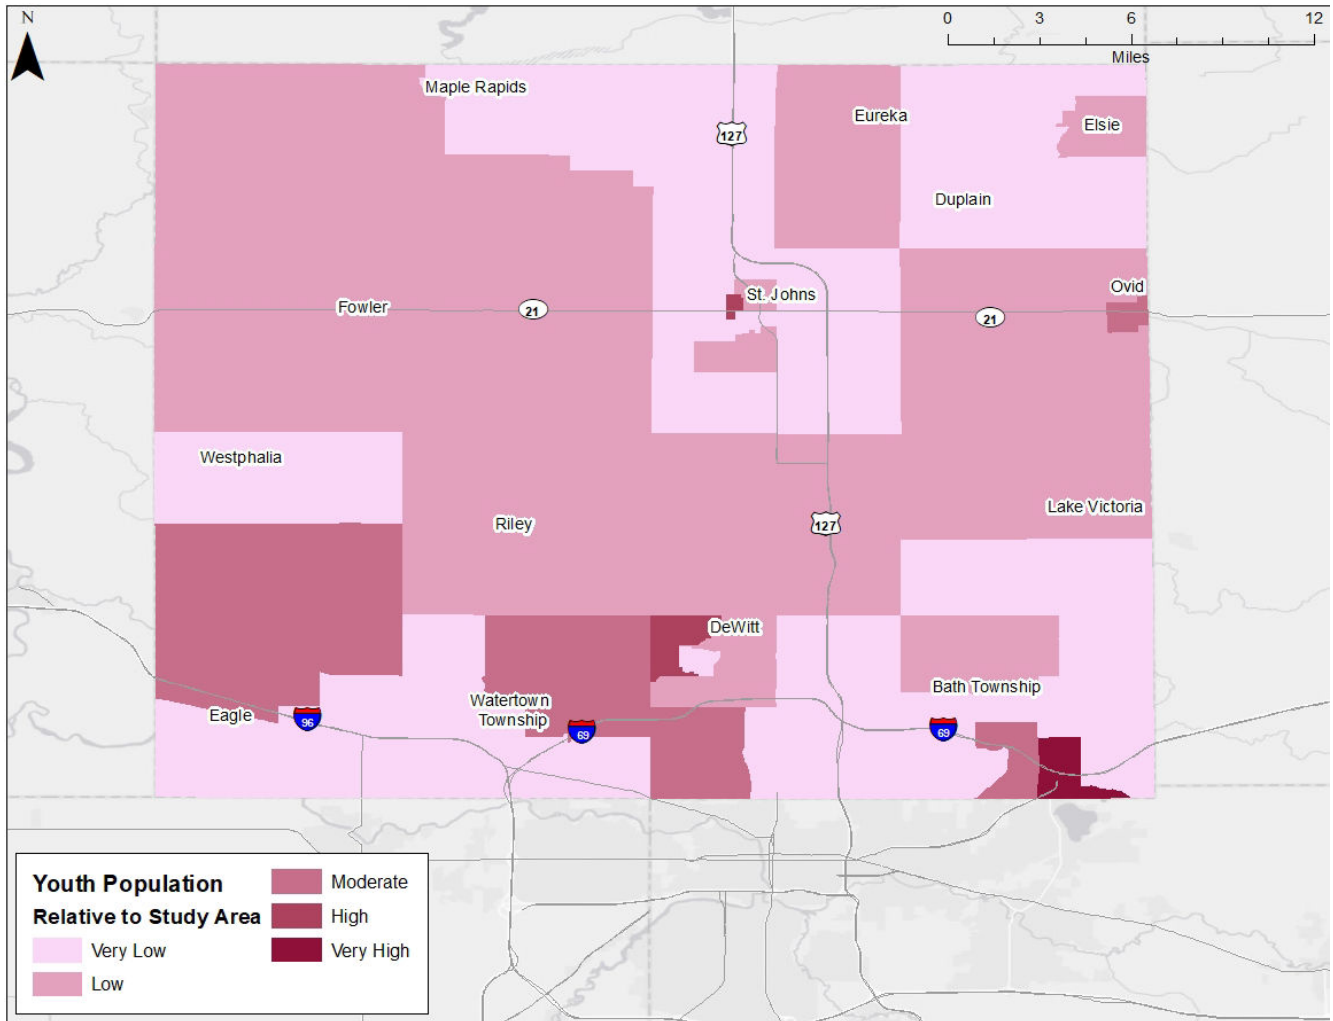 N
0 3 6 12
Miles
Maple Rapids
Eureka
Elsie
127
Duplain
Ovid
St. Johns
Fowler
21
21
Westphalia
Lake Victoria
Riley
127
DeWitt
Bath Township
Watertown
Township
Eagle
96
69
69
Youth Population
Relative to Study Area
Very Low
Low
Moderate
High
Very High